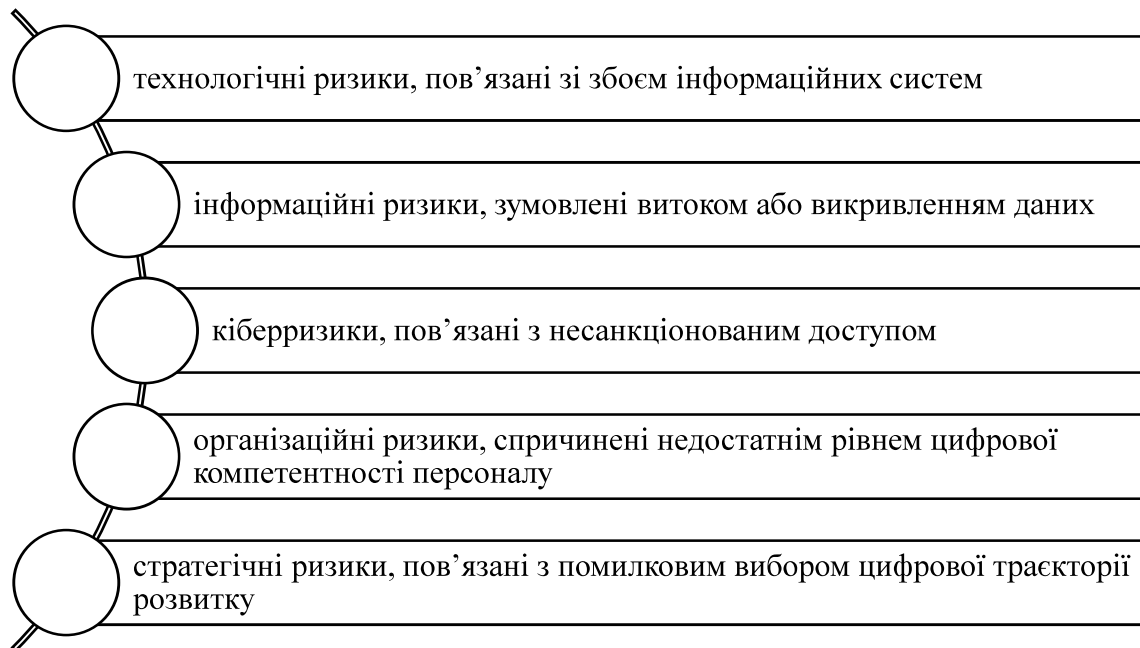 технологічні ризики, пов’язані зі збоєм інформаційних систем
інформаційні ризики, зумовлені витоком або викривленням даних
кіберризики, пов’язані з несанкціонованим доступом
організаційні ризики, спричинені недостатнім рівнем цифрової
компетентності персоналу
стратегічні ризики, пов’язані з помилковим вибором цифрової траєкторії
розвитку